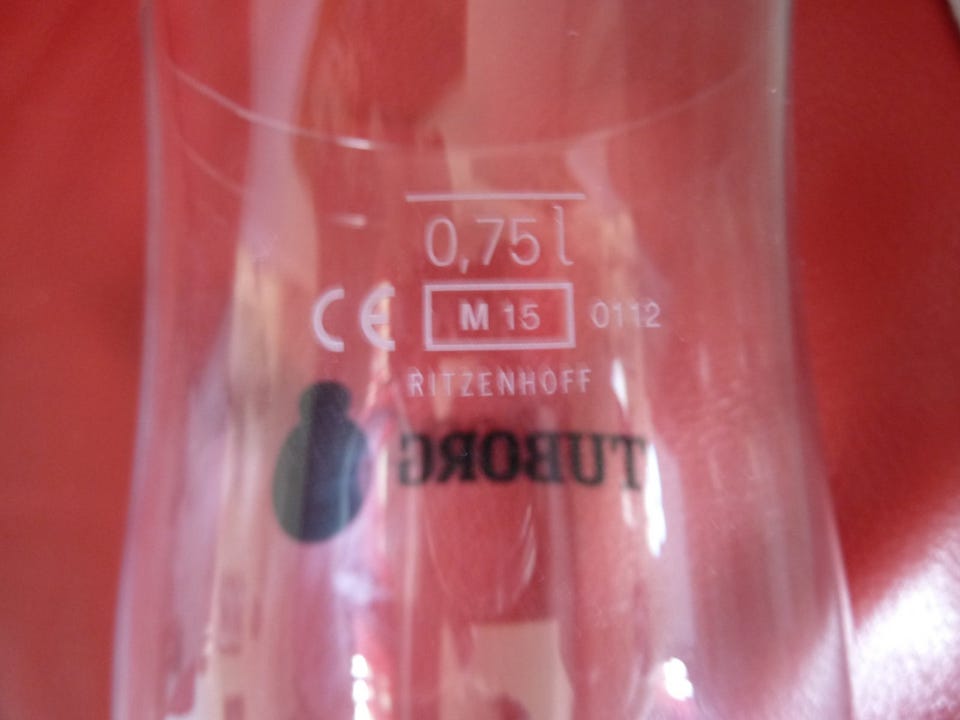 0,75 l
CE M 15 0112
RITZENHOFF
TUBORG